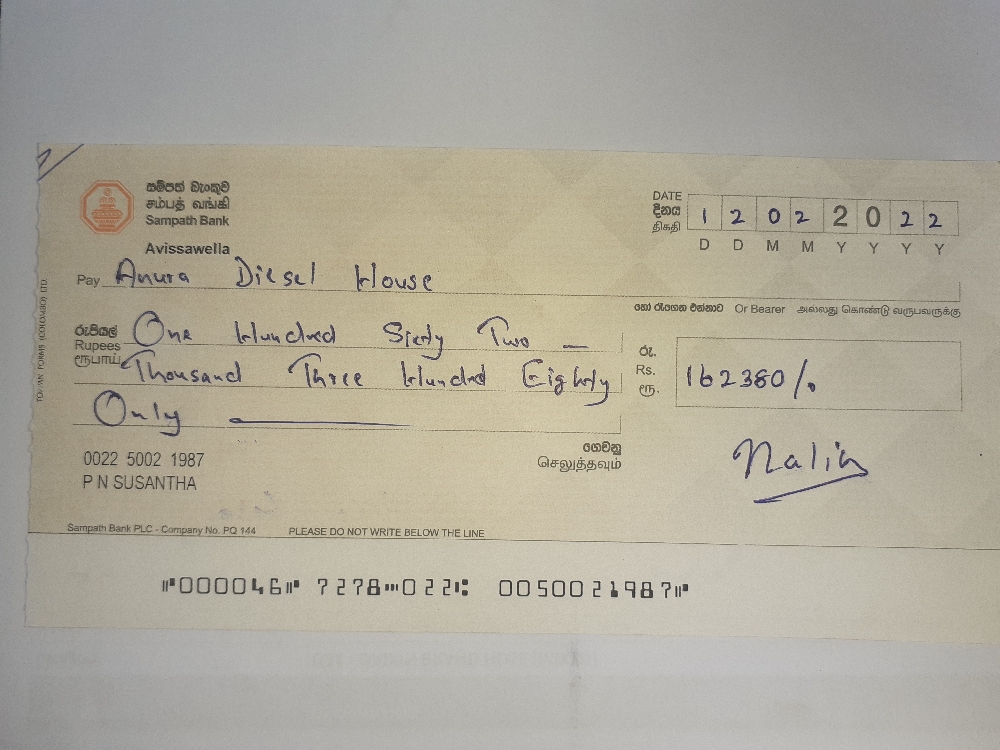 සම්පත් බැංකුව
சம்பத் வங்கி
Sampath Bank
Avissawella
DATE
දිනය
திகதி
1 2 0 2 2 0 2 2
D D M M Y Y Y Y
Pay Anura Diesel House
හෝ රැගෙන එන්නාට Or Bearer அல்லது கொண்டு வருபவருக்கு
රුපියල්
Rupees
ரூபாய்
One Hundred Sixty Two —
Thousand Three Hundred Eighty
Only —
රු.
Rs.
ரூ.
162380/.
ගෙවනු
செலுத்தவும்
Nalin
0022 5002 1987
P N SUSANTHA
Sampath Bank PLC - Company No. PQ 144 PLEASE DO NOT WRITE BELOW THE LINE
⑈000046⑈ 7278⑉022⑆ 0050021987⑈